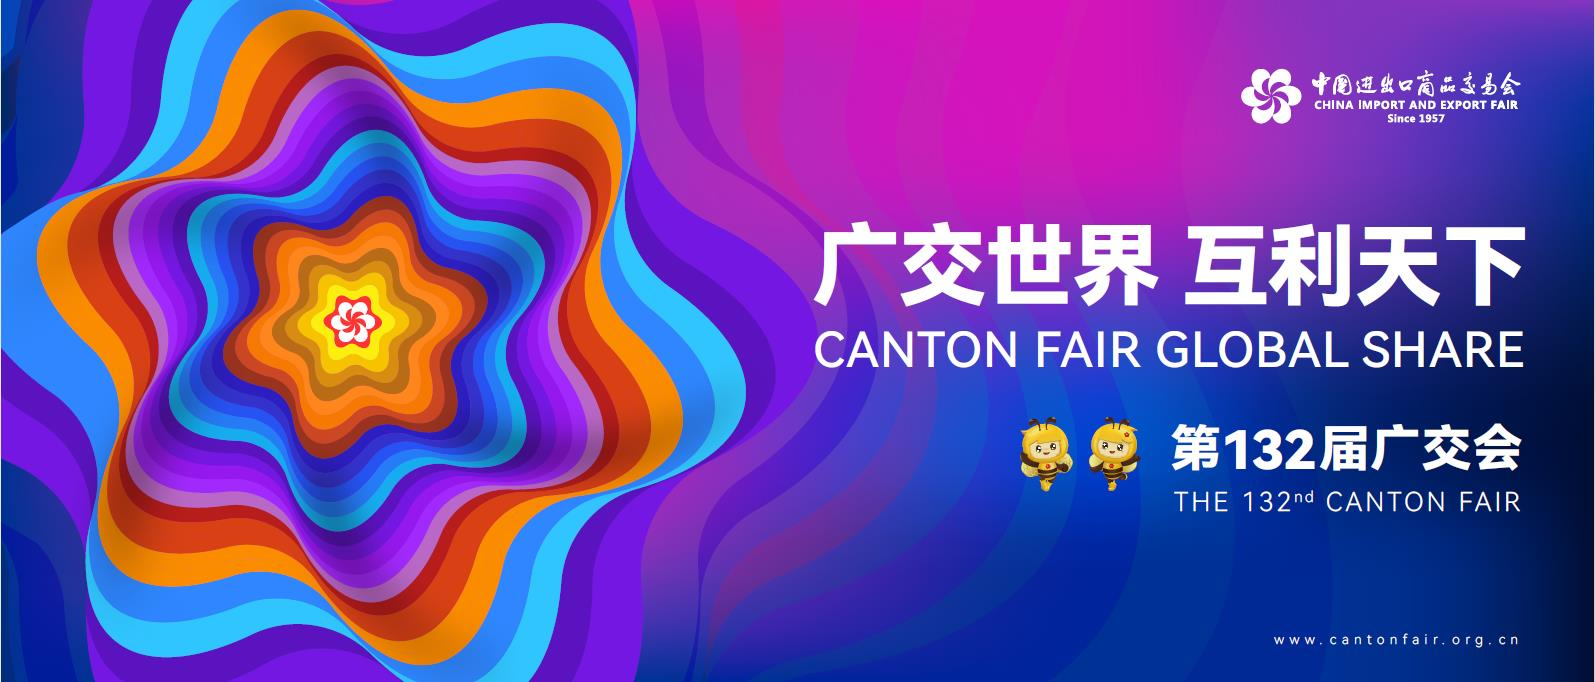 中国进出口商品交易会
CHINA IMPORT AND EXPORT FAIR
Since 1957
广交世界 互利天下
CANTON FAIR GLOBAL SHARE
第132届广交会
THE 132nd CANTON FAIR
www.cantonfair.org.cn